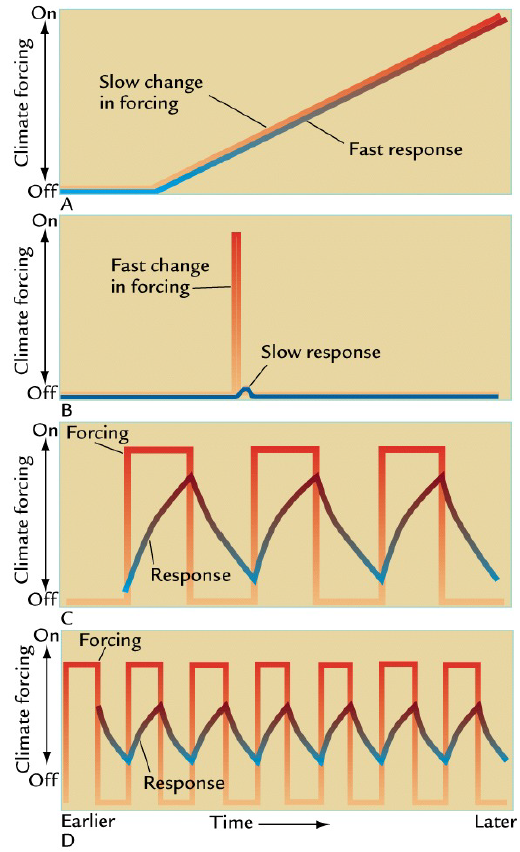 On
Climate forcing
Slow change
in forcing
Fast response
Off
A
On
Climate forcing
Fast change
in forcing
Slow response
Off
B
On
Forcing
Climate forcing
Response
Off
C
On
Forcing
Climate forcing
Off
Response
Earlier
Time
Later
D